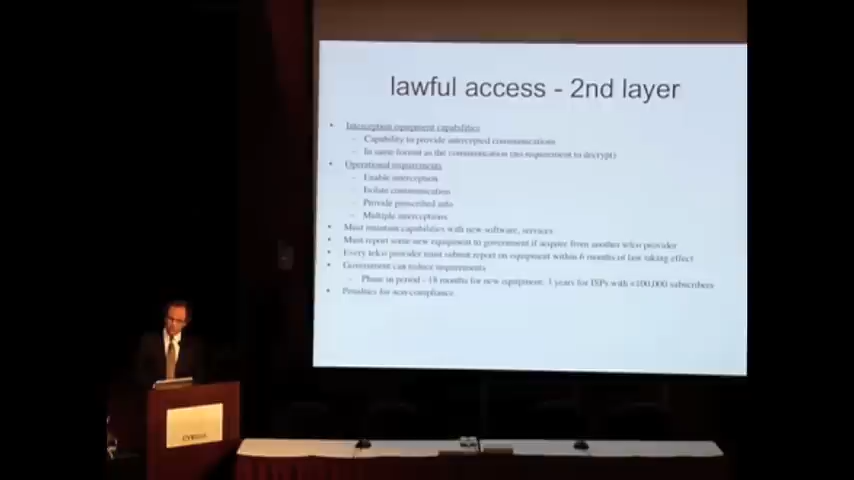 lawful access - 2nd layer
• Interception equipment capabilities
– Capability to provide intercepted communications
– In same format as the communication (no requirement to decrypt)
• Operational requirements
– Enable interception
– Isolate communication
– Provide prescribed info
– Multiple interceptions
• Must maintain capabilities with new software, services
• Must report some new equipment to government if acquire from another telco provider
• Every telco provider must submit report on equipment within 6 months of law taking effect
• Government can reduce requirements
– Phase in period - 18 months for new equipment, 3 years for ISPs with <100,000 subscribers
• Penalties for non-compliance